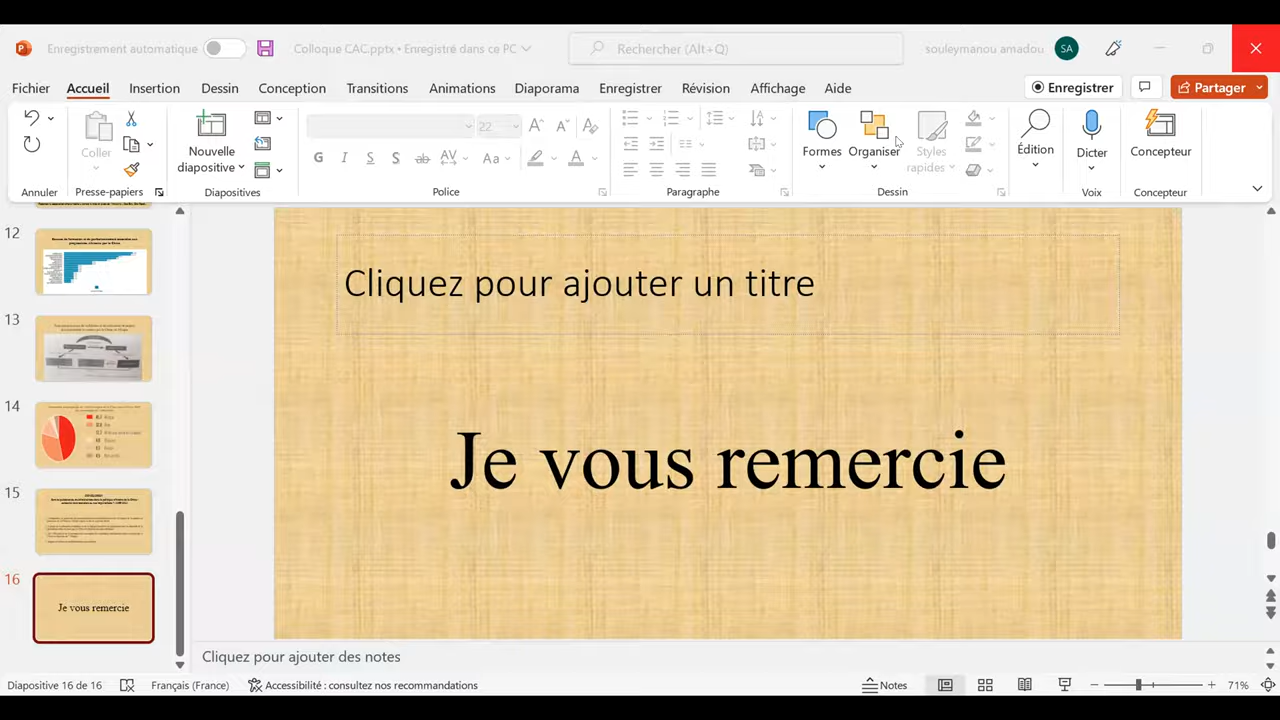 Enregistrement automatique
Colloque CAC.pptx • Enregistré dans ce PC
Rechercher (Alt+Q)
souleymanou amadou
SA
Fichier
Accueil
Insertion
Dessin
Conception
Transitions
Animations
Diaporama
Enregistrer
Révision
Affichage
Aide
Enregistrer
Partager
Coller
Nouvelle
diapositive
22
G I S S ab AV Aa A
Formes
Organiser
Styles
rapides
Édition
Dicter
Concepteur
Annuler
Presse-papiers
Diapositives
Police
Paragraphe
Dessin
Voix
Concepteur
12
13
14
15
16
Je vous remercie
Cliquez pour ajouter un titre
Je vous remercie
Cliquez pour ajouter des notes
Diapositive 16 de 16
Français (France)
Accessibilité : consultez nos recommandations
Notes
71%